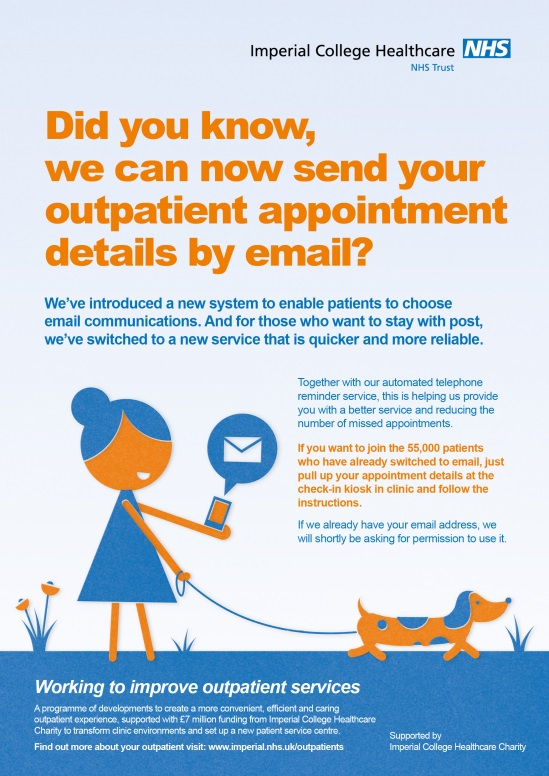 Imperial College Healthcare NHS
NHS Trust
Did you know,
we can now send your
outpatient appointment
details by email?
We've introduced a new system to enable patients to choose
email communications. And for those who want to stay with post,
we've switched to a new service that is quicker and more reliable.
Together with our automated telephone
reminder service, this is helping us provide
you with a better service and reducing the
number of missed appointments.
If you want to join the 55,000 patients
who have already switched to email, just
pull up your appointment details at the
check-in kiosk in clinic and follow the
instructions.
If we already have your email address, we
will shortly be asking for permission to use it.
Working to improve outpatient services
A programme of developments to create a more convenient, efficient and caring
outpatient experience, supported with £7 million funding from Imperial College Healthcare
Charity to transform clinic environments and set up a new patient service centre.
Find out more about your outpatient visit: www.imperial.nhs.uk/outpatients
Supported by
Imperial College Healthcare Charity